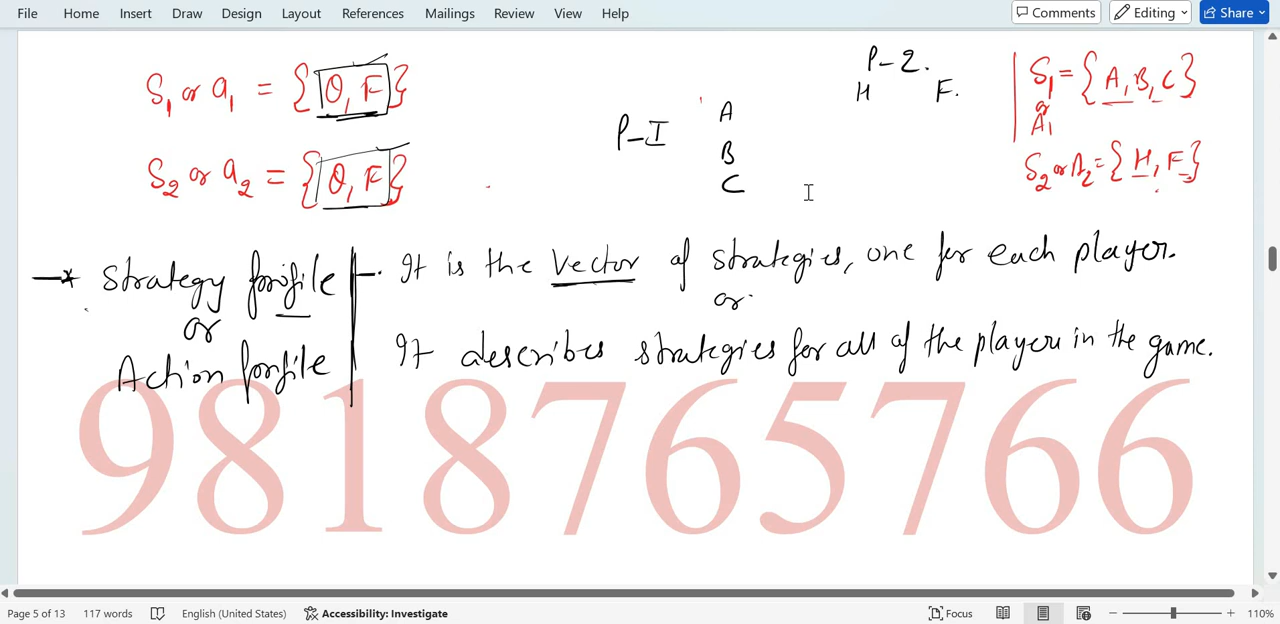 File Home Insert Draw Design Layout References Mailings Review View Help Comments Editing Share
S1 or a1 = {O, F}
S2 or a2 = {O, F}
P-2.
H F.
P-I
A
B
C
S1 = {A, B, C}
or
A1
S2 or A2 = {H, F}
* Strategy profile
or
Action profile
It is the vector of strategies, one for each player.
or
It describes strategies for all of the player in the game.
9818765766
Page 5 of 13 117 words English (United States) Accessibility: Investigate Focus 110%